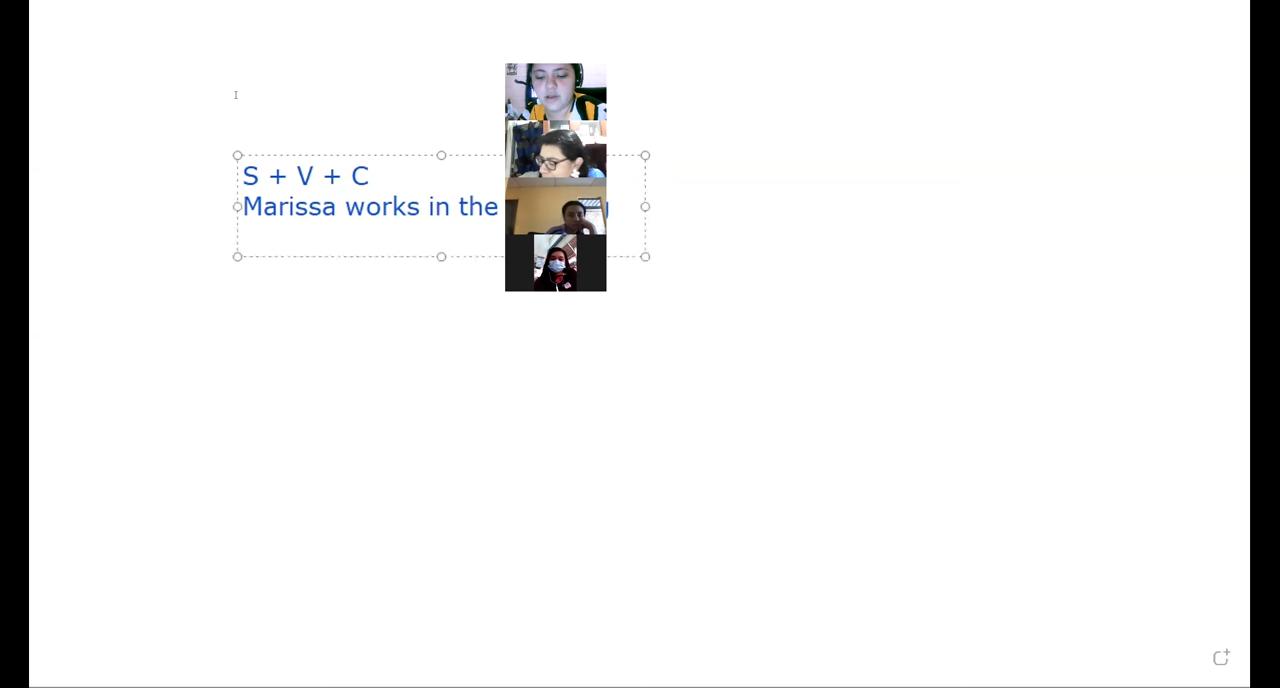 S + V + C
Marissa works in the